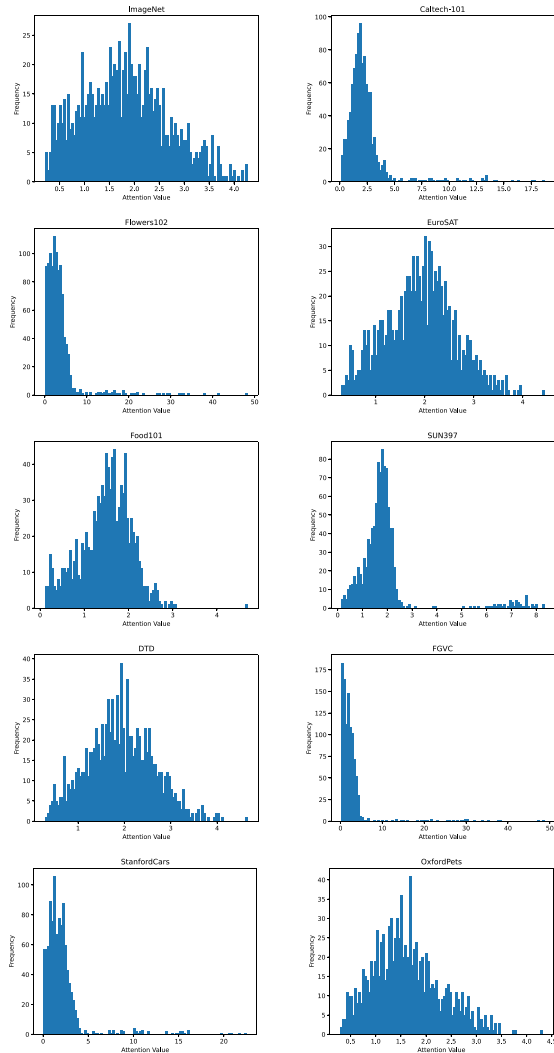 ImageNet
Frequency
25
20
15
10
5
0
0.5 1.0 1.5 2.0 2.5 3.0 3.5 4.0
Attention Value
Caltech-101
Frequency
100
80
60
40
20
0
0.0 2.5 5.0 7.5 10.0 12.5 15.0 17.5
Attention Value
Flowers102
Frequency
100
80
60
40
20
0
0 10 20 30 40 50
Attention Value
EuroSAT
Frequency
30
25
20
15
10
5
0
1 2 3 4
Attention Value
Food101
Frequency
40
30
20
10
0
0 1 2 3 4
Attention Value
SUN397
Frequency
80
70
60
50
40
30
20
10
0
0 1 2 3 4 5 6 7 8
Attention Value
DTD
Frequency
40
35
30
25
20
15
10
5
0
1 2 3 4
Attention Value
FGVC
Frequency
175
150
125
100
75
50
25
0
0 10 20 30 40 50
Attention Value
StanfordCars
Frequency
100
80
60
40
20
0
0 5 10 15 20
Attention Value
OxfordPets
Frequency
40
35
30
25
20
15
10
5
0
0.5 1.0 1.5 2.0 2.5 3.0 3.5 4.0 4.5
Attention Value